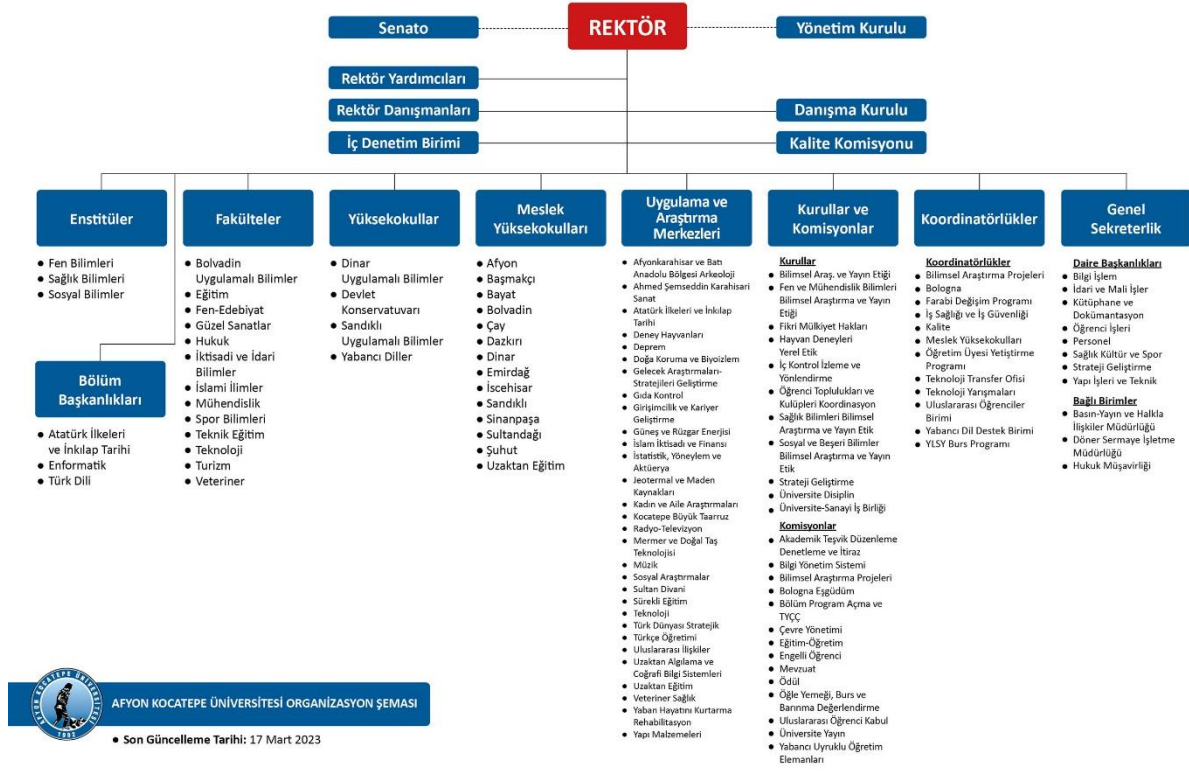 REKTÖR
Senato
Yönetim Kurulu
Rektör Yardımcıları
Rektör Danışmanları
Danışma Kurulu
İç Denetim Birimi
Kalite Komisyonu
Enstitüler
• Fen Bilimleri
• Sağlık Bilimleri
• Sosyal Bilimler
Bölüm
Başkanlıkları
• Atatürk İlkeleri
ve İnkılap Tarihi
• Enformatik
• Türk Dili
Fakülteler
• Bolvadin
Uygulamalı Bilimler
• Eğitim
• Fen-Edebiyat
• Güzel Sanatlar
• Hukuk
• İktisadi ve İdari
Bilimler
• İslami İlimler
• Mühendislik
• Spor Bilimleri
• Teknik Eğitim
• Teknoloji
• Turizm
• Veteriner
Yüksekokullar
• Dinar
Uygulamalı Bilimler
• Devlet
Konservatuvarı
• Sandıklı
Uygulamalı Bilimler
• Yabancı Diller
Meslek
Yüksekokulları
• Afyon
• Başmakçı
• Bayat
• Bolvadin
• Çay
• Dazkırı
• Dinar
• Emirdağ
• İscehisar
• Sandıklı
• Sinanpaşa
• Sultandağı
• Şuhut
• Uzaktan Eğitim
Uygulama ve
Araştırma
Merkezleri
• Afyonkarahisar ve Batı
Anadolu Bölgesi Arkeoloji
• Ahmed Şemseddin Karahisari
Sanat
• Atatürk İlkeleri ve İnkılap
Tarihi
• Deney Hayvanları
• Deprem
• Doğa Koruma ve Biyoizlem
• Gelecek Araştırmaları-
Stratejileri Geliştirme
• Gıda Kontrol
• Girişimcilik ve Kariyer
Geliştirme
• Güneş ve Rüzgar Enerjisi
• İslam İktisadı ve Finansı
• İstatistik, Yöneylem ve
Aktüerya
• Jeotermal ve Maden
Kaynakları
• Kadın ve Aile Araştırmaları
• Kocatepe Büyük Taarruz
• Radyo-Televizyon
• Mermer ve Doğal Taş
Teknolojisi
• Müzik
• Sosyal Araştırmalar
• Sultan Divani
• Sürekli Eğitim
• Teknoloji
• Türk Dünyası Stratejik
• Türkçe Öğretimi
• Uluslararası İlişkiler
• Uzaktan Algılama ve
Coğrafi Bilgi Sistemleri
• Uzaktan Eğitim
• Veteriner Sağlık
• Yaban Hayatını Kurtarma
Rehabilitasyon
• Yapı Malzemeleri
Kurullar ve
Komisyonlar
Kurullar
• Bilimsel Araş. ve Yayın Etiği
• Fen ve Mühendislik Bilimleri
Bilimsel Araştırma ve Yayın
Etiği
• Fikri Mülkiyet Hakları
• Hayvan Deneyleri
Yerel Etik
• İç Kontrol İzleme ve
Yönlendirme
• Öğrenci Toplulukları ve
Kulüpleri Koordinasyon
• Sağlık Bilimleri Bilimsel
Araştırma ve Yayın Etik
• Sosyal ve Beşeri Bilimler
Bilimsel Araştırma ve Yayın
Etik
• Strateji Geliştirme
• Üniversite Disiplin
• Üniversite-Sanayi İş Birliği
Komisyonlar
• Akademik Teşvik Düzenleme
Denetleme ve İtiraz
• Bilgi Yönetim Sistemi
• Bilimsel Araştırma Projeleri
• Bologna Eşgüdüm
• Bölüm Program Açma ve
TYÇÇ
• Çevre Yönetimi
• Eğitim-Öğretim
• Engelli Öğrenci
• Mevzuat
• Ödül
• Öğle Yemeği, Burs ve
Barınma Değerlendirme
• Uluslararası Öğrenci Kabul
• Üniversite Yayın
• Yabancı Uyruklu Öğretim
Elemanları
Koordinatörlükler
Koordinatörlükler
• Bilimsel Araştırma Projeleri
• Bologna
• Farabi Değişim Programı
• İş Sağlığı ve İş Güvenliği
• Kalite
• Meslek Yüksekokulları
• Öğretim Üyesi Yetiştirme
Programı
• Teknoloji Transfer Ofisi
• Teknoloji Yarışmaları
• Uluslararası Öğrenciler
Birimi
• Yabancı Dil Destek Birimi
• YLSY Burs Programı
Genel
Sekreterlik
Daire Başkanlıkları
• Bilgi İşlem
• İdari ve Mali İşler
• Kütüphane ve
Dokümantasyon
• Öğrenci İşleri
• Personel
• Sağlık Kültür ve Spor
• Strateji Geliştirme
• Yapı İşleri ve Teknik
Bağlı Birimler
• Basın-Yayın ve Halkla
İlişkiler Müdürlüğü
• Döner Sermaye İşletme
Müdürlüğü
• Hukuk Müşavirliği
AFYON KOCATEPE ÜNİVERSİTESİ
1992
AFYON KOCATEPE ÜNİVERSİTESİ ORGANİZASYON ŞEMASI
• Son Güncelleme Tarihi: 17 Mart 2023